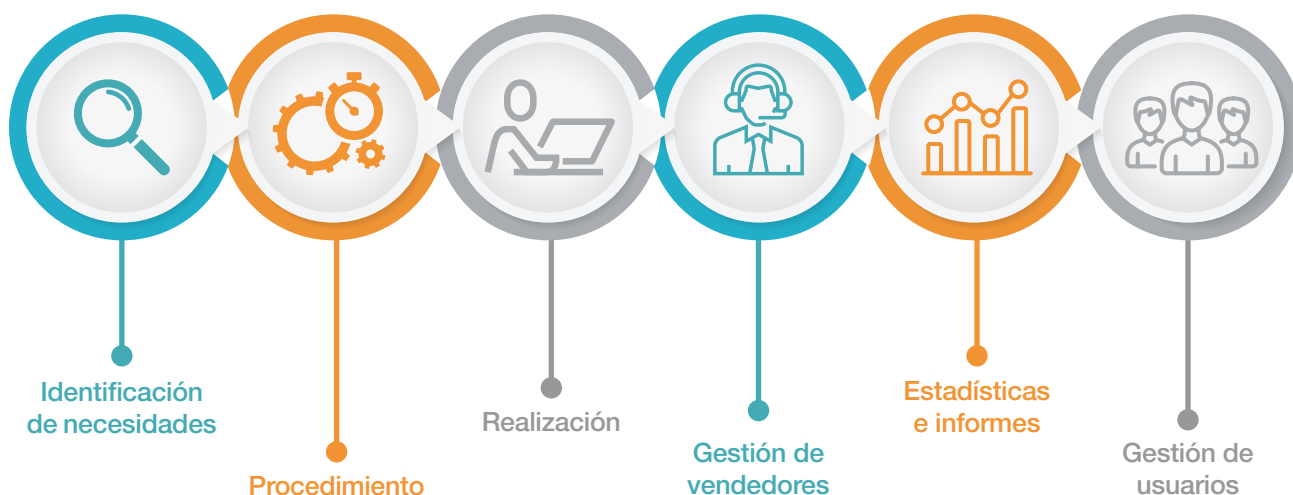 Identificación
de necesidades
Procedimiento
Realización
Gestión de
vendedores
Estadísticas
e informes
Gestión de
usuarios